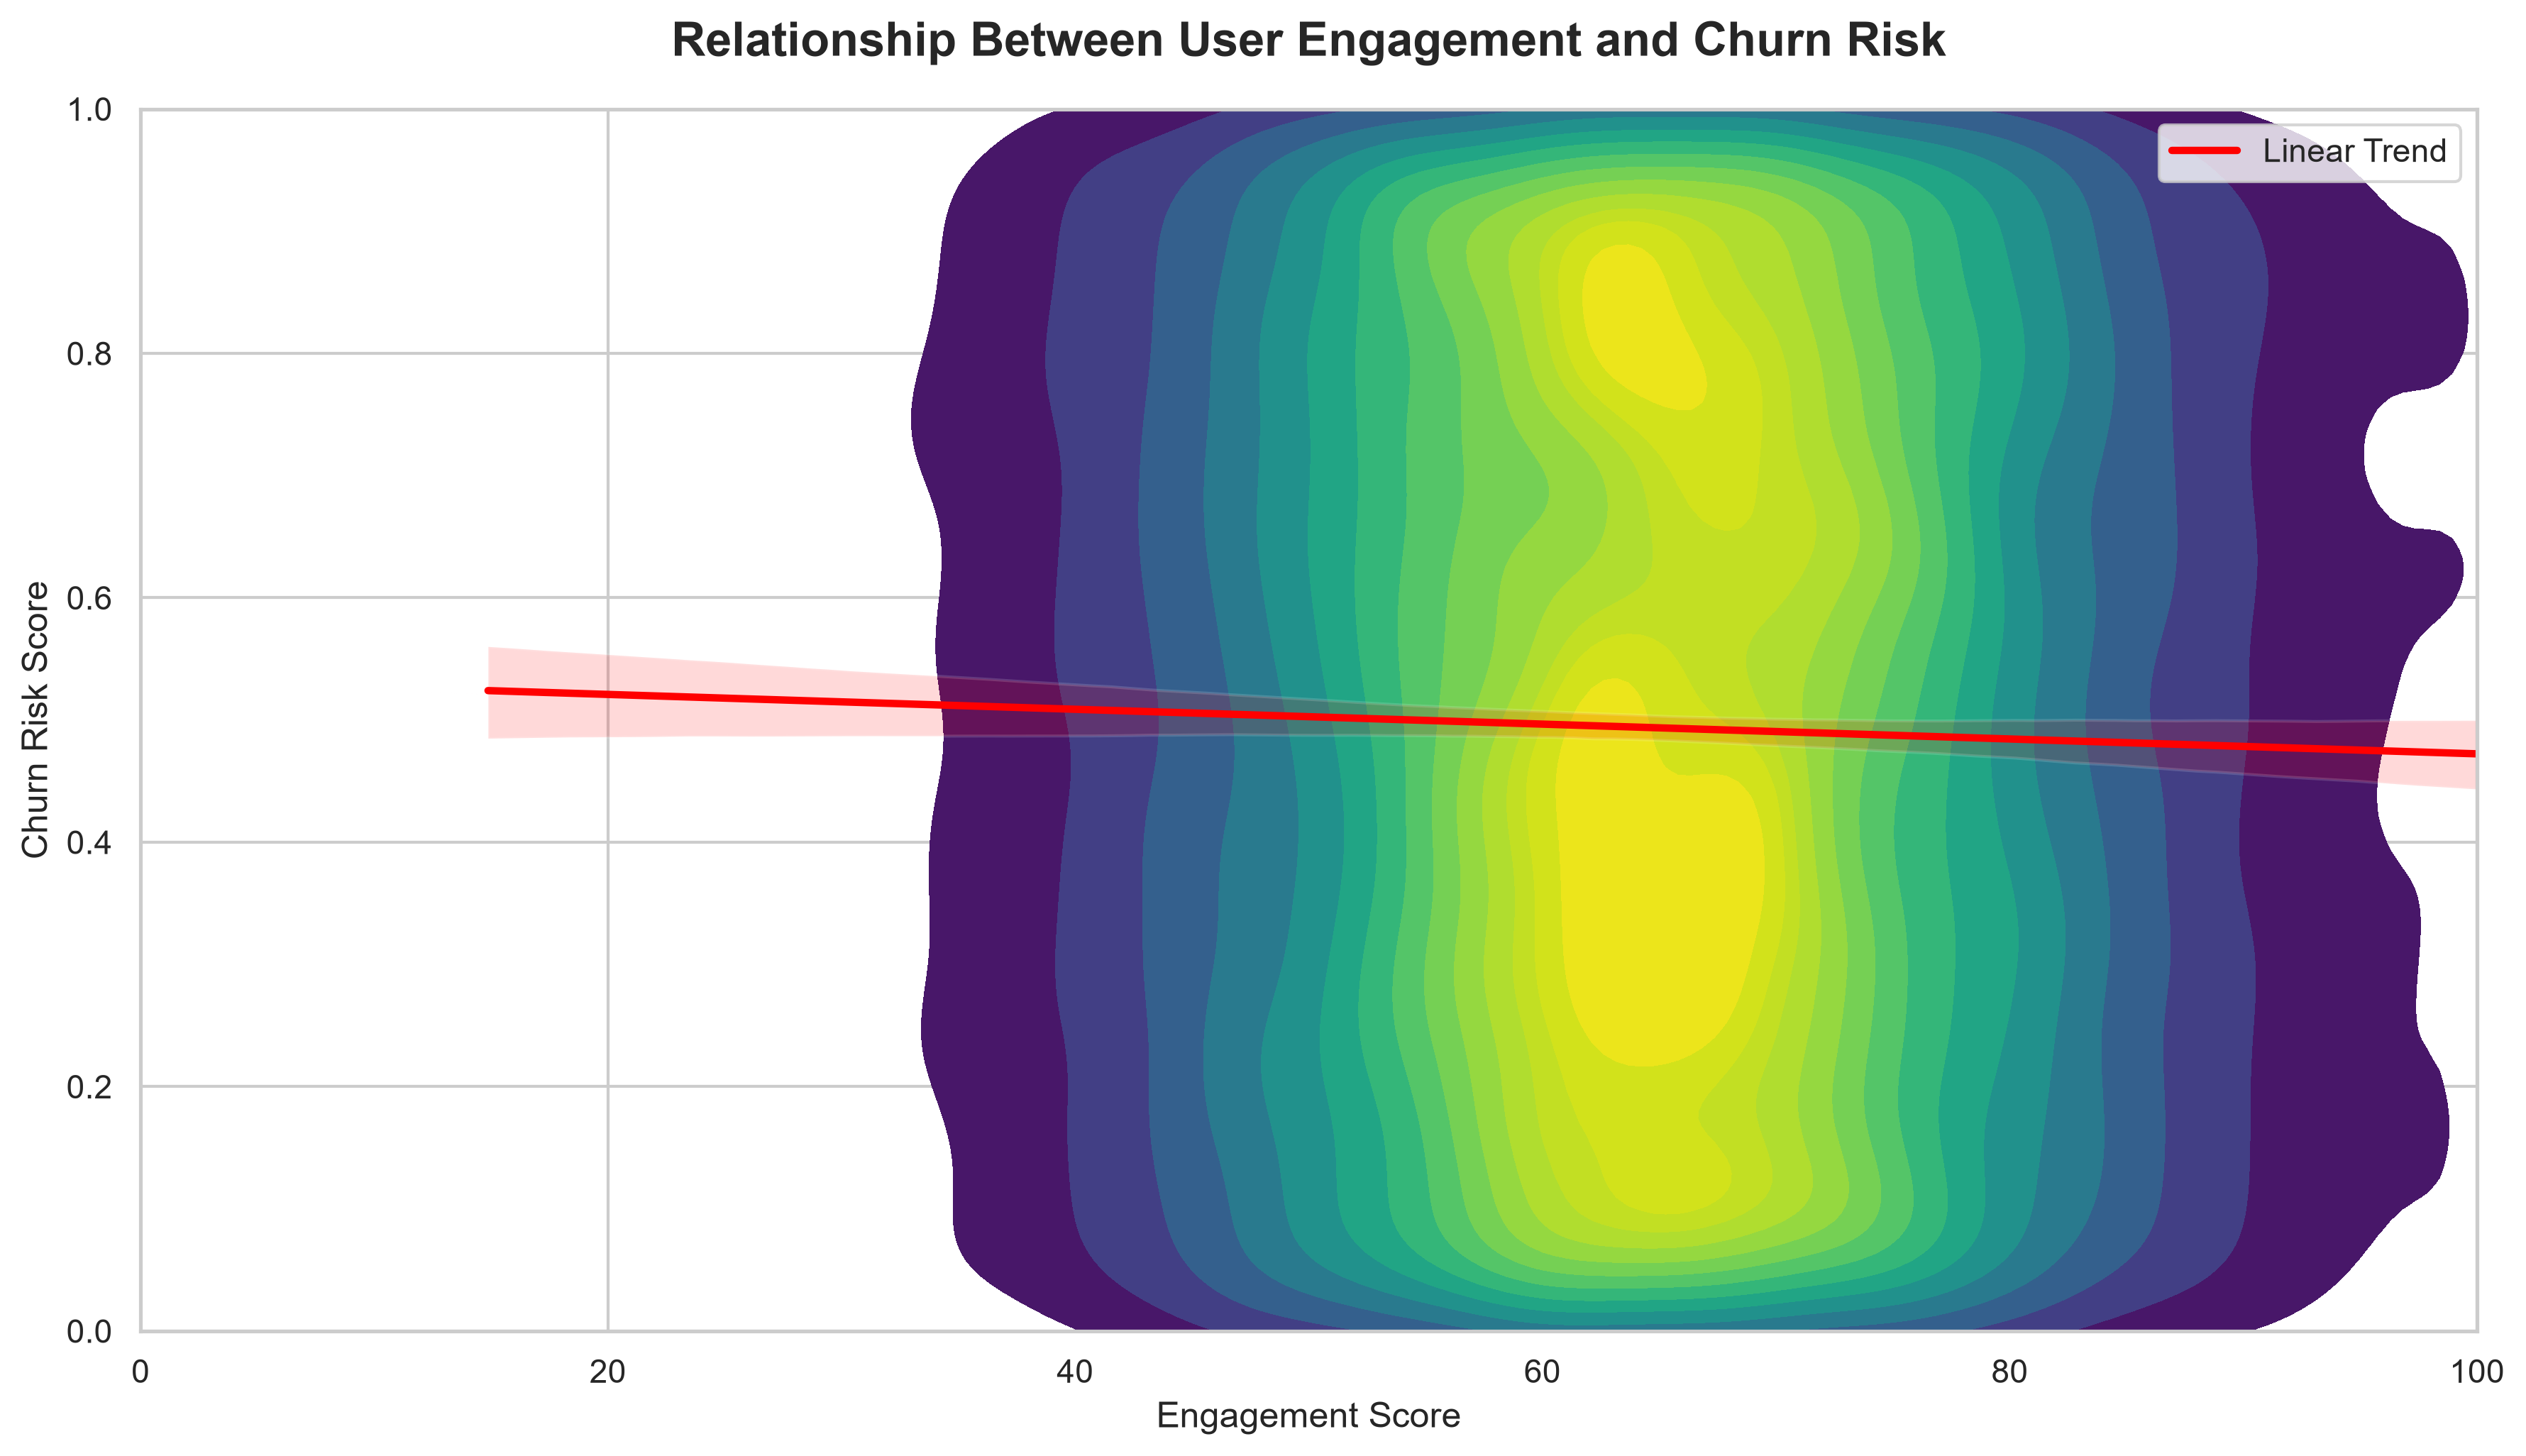 Relationship Between User Engagement and Churn Risk
Linear Trend
Churn Risk Score
1.0
0.8
0.6
0.4
0.2
0.0
0 20 40 60 80 100
Engagement Score